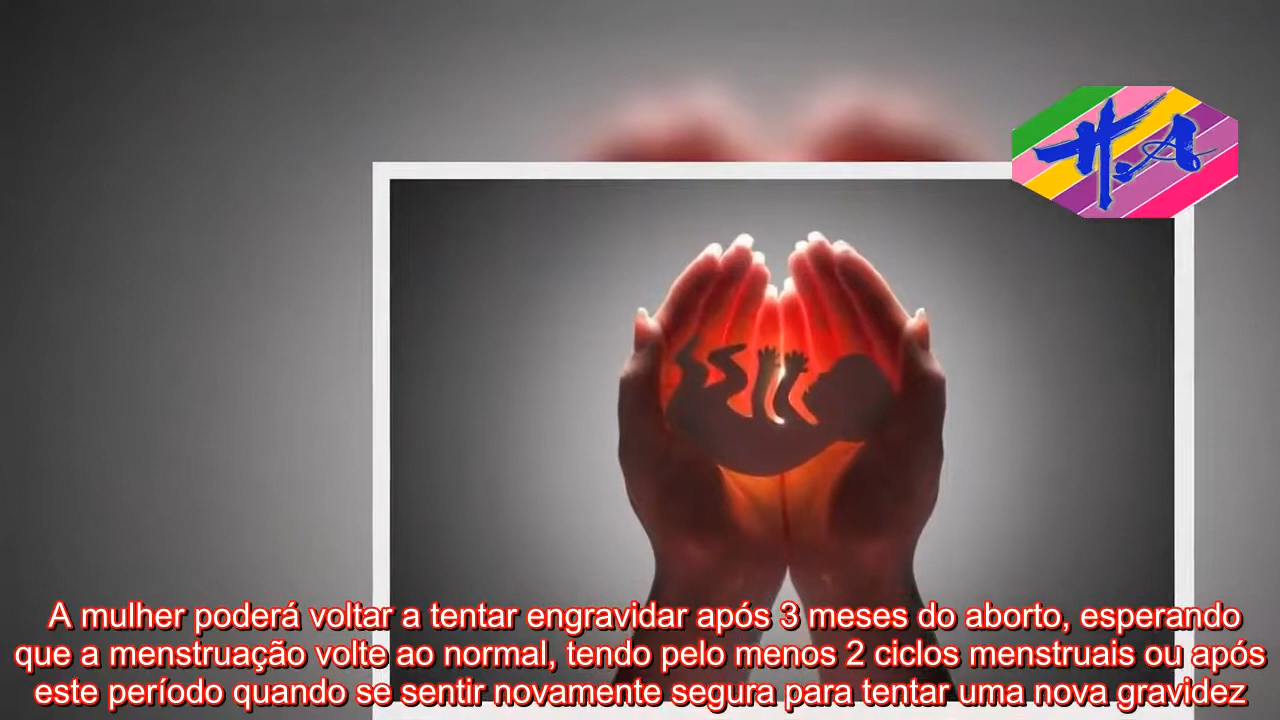 H.A
A mulher poderá voltar a tentar engravidar após 3 meses do aborto, esperando
que a menstruação volte ao normal, tendo pelo menos 2 ciclos menstruais ou após
este período quando se sentir novamente segura para tentar uma nova gravidez